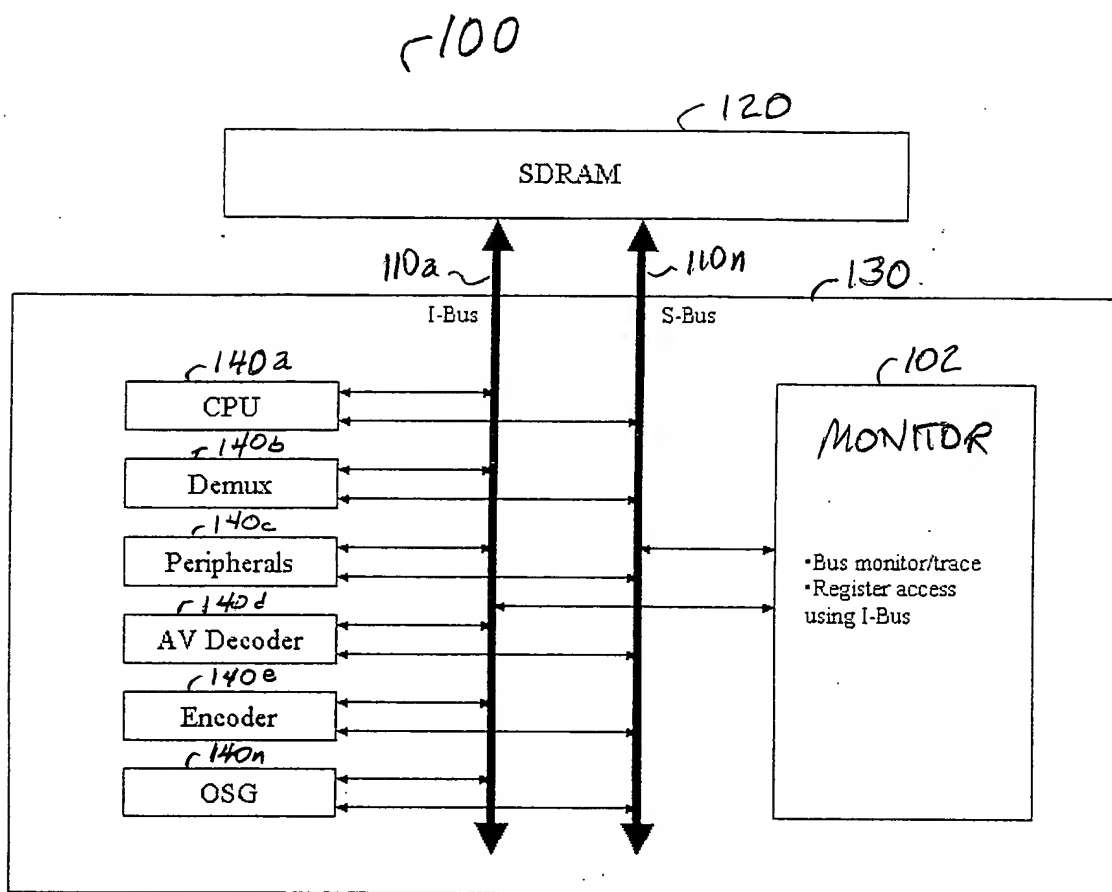 100
120
SDRAM
110a
110n
130
I-Bus
S-Bus
140a
CPU
102
MONITOR
140b
Demux
140c
Peripherals
•Bus monitor/trace
•Register access
using I-Bus
140d
AV Decoder
140e
Encoder
140n
OSG